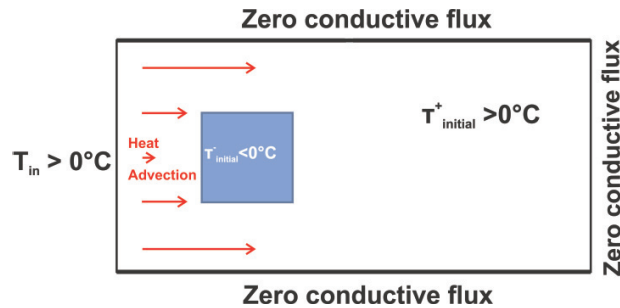 Zero conductive flux
T⁺initial >0°C
Heat
T⁻initial<0°C
Tin > 0°C
Advection
Zero conductive flux
Zero conductive flux